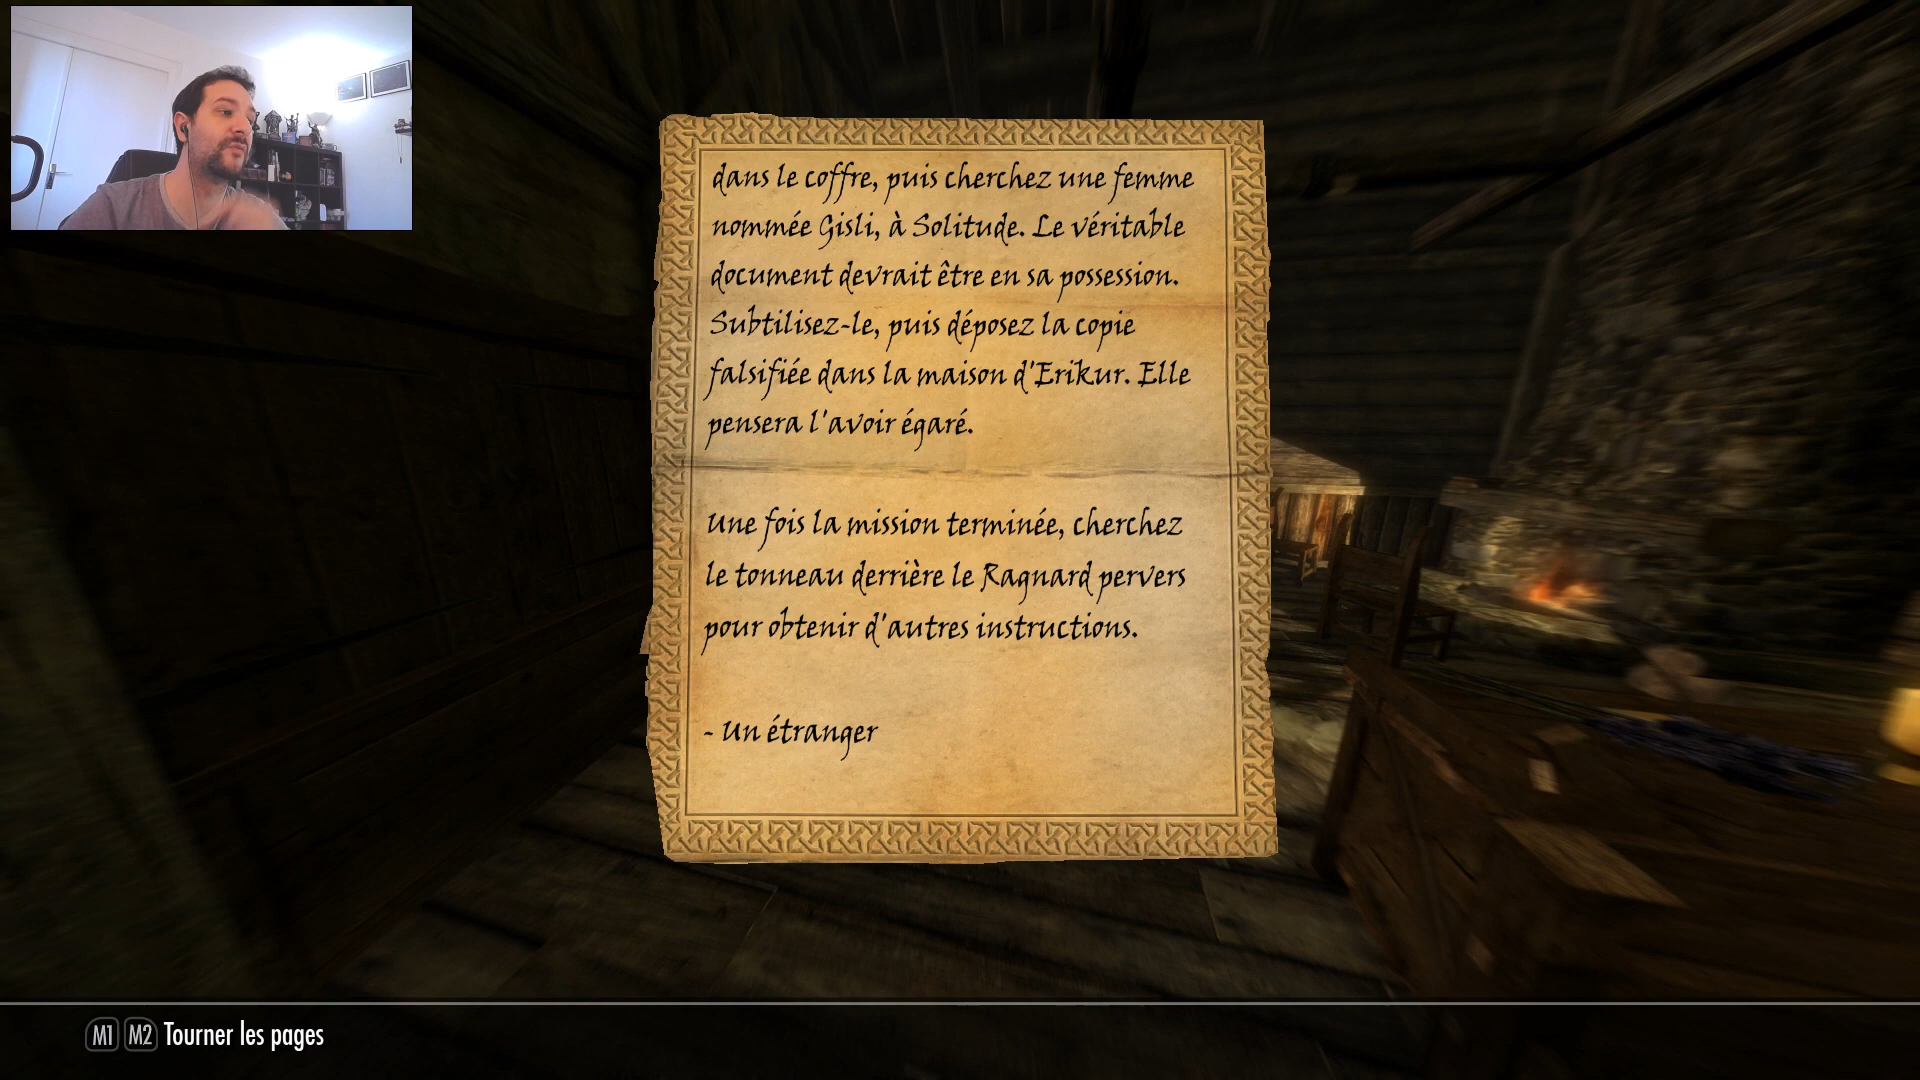 dans le coffre, puis cherchez une femme
nommée Gisli, à Solitude. Le véritable
document devrait être en sa possession.
Subtilisez-le, puis déposez la copie
falsifiée dans la maison d'Erikur. Elle
pensera l'avoir égaré.
Une fois la mission terminée, cherchez
le tonneau derrière le Ragnard pervers
pour obtenir d'autres instructions.
- Un étranger
M1 M2 Tourner les pages